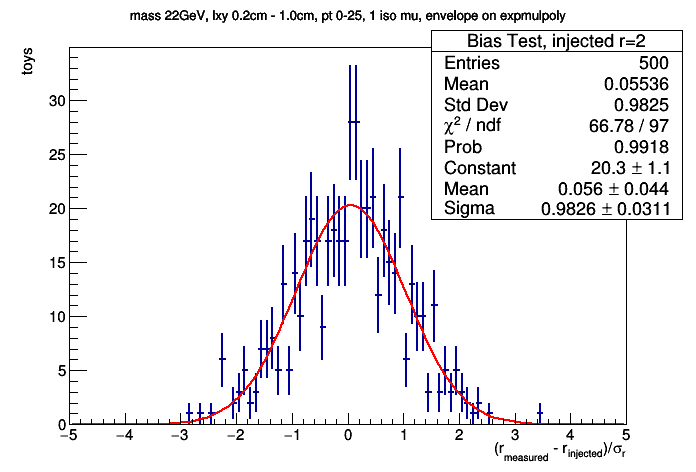 mass 22GeV, lxy 0.2cm - 1.0cm, pt 0-25, 1 iso mu, envelope on expmulpoly
Bias Test, injected r=2
Entries 500
Mean 0.05536
Std Dev 0.9825
χ² / ndf 66.78 / 97
Prob 0.9918
Constant 20.3 ± 1.1
Mean 0.056 ± 0.044
Sigma 0.9826 ± 0.0311
toys
30
25
20
15
10
5
0
−5 −4 −3 −2 −1 0 1 2 3 4 5
(r_measured - r_injected)/σ_r